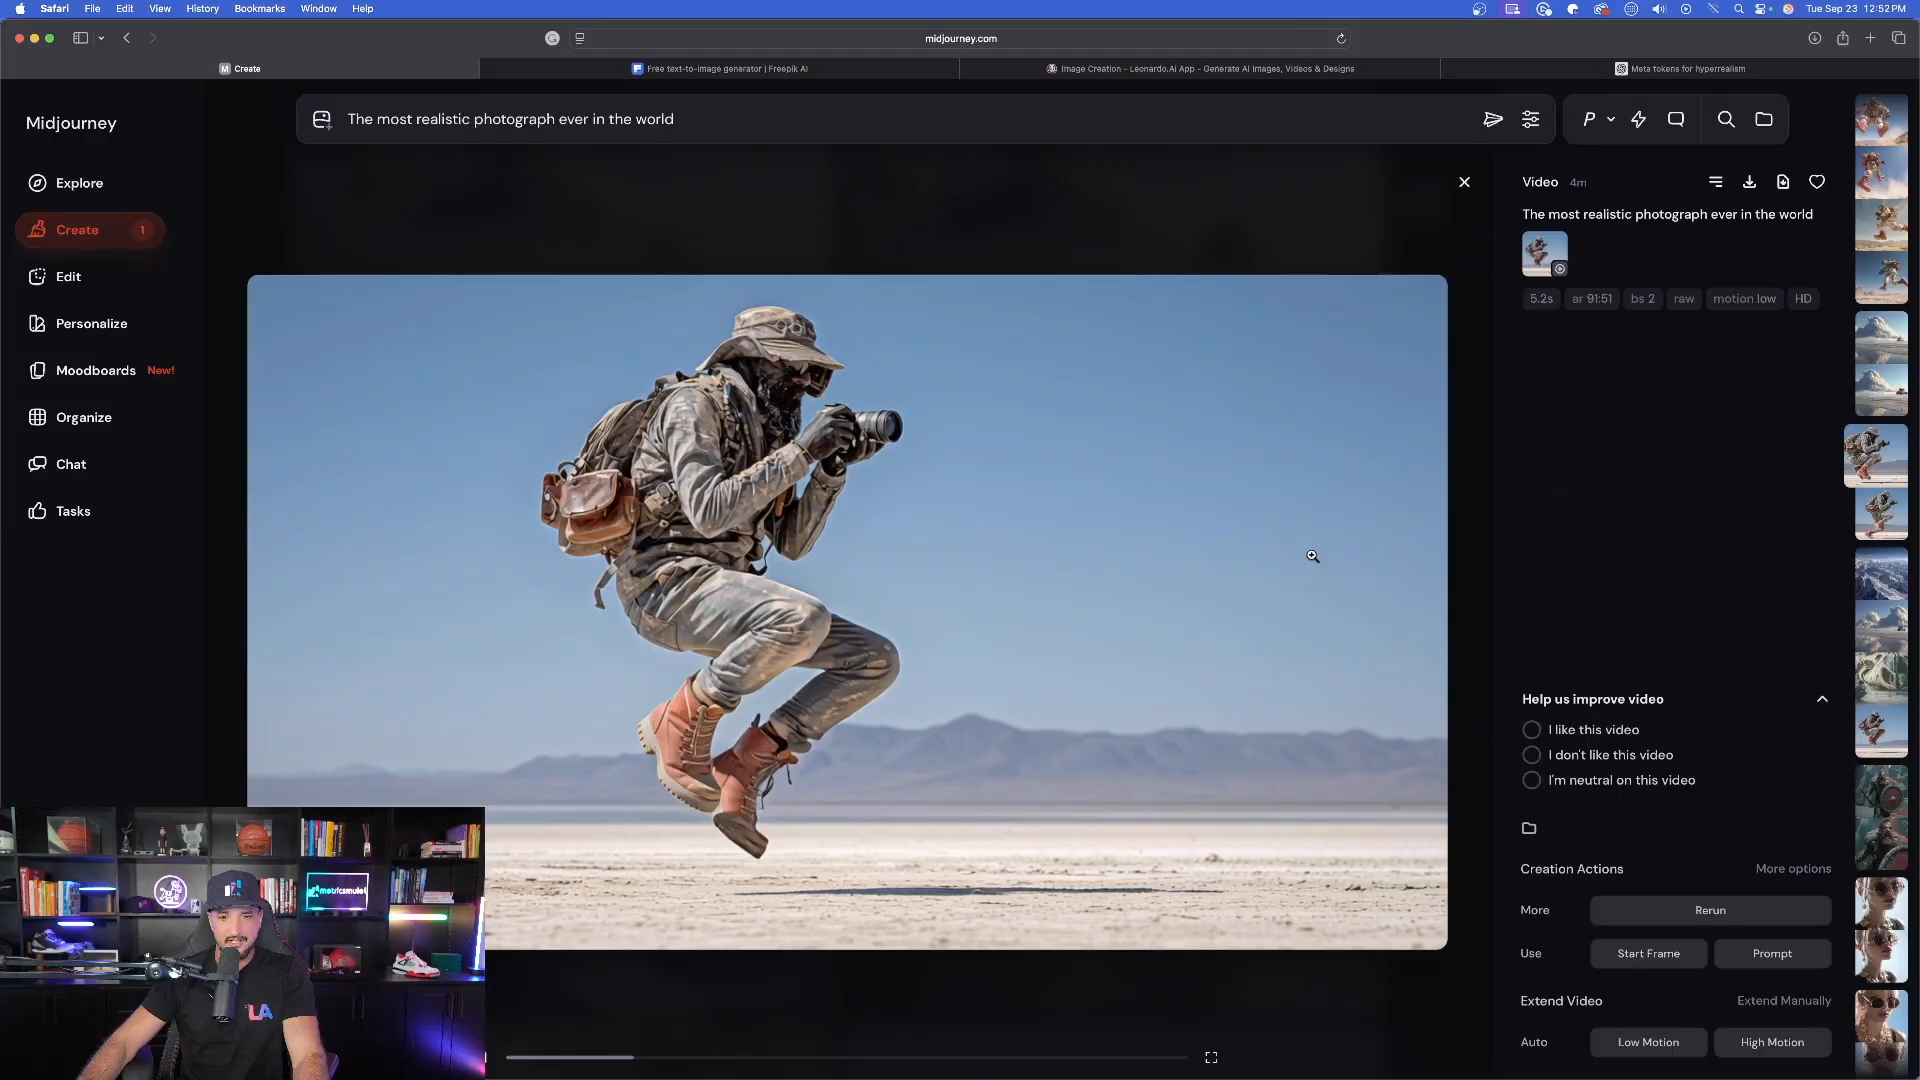 Safari File Edit View History Bookmarks Window Help
Tue Sep 23 12:52 PM
midjourney.com
Create
Free text-to-image generator | Freepik AI
Image Creation - Leonardo.Ai App - Generate AI Images, Videos & Designs
Meta tokens for hyperrealism
Midjourney
The most realistic photograph ever in the world
P
Explore
Create 1
Edit
Personalize
Moodboards New!
Organize
Chat
Tasks
Video 4m
The most realistic photograph ever in the world
5.2s ar 91:51 bs 2 raw motion low HD
Help us improve video
I like this video
I don't like this video
I'm neutral on this video
Creation Actions More options
More Rerun
Use Start Frame Prompt
Extend Video Extend Manually
Auto Low Motion High Motion
metricsmule
LA